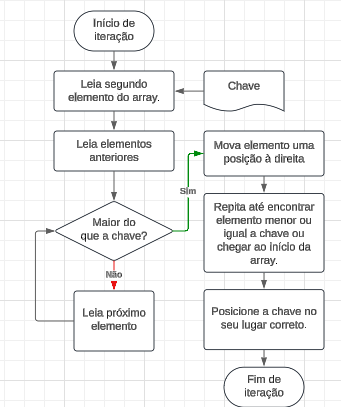 Início de
iteração
Leia segundo
elemento do array.
Chave
Leia elementos
anteriores
Mova elemento uma
posição à direita
Sim
Maior do
que a chave?
Repita até encontrar
elemento menor ou
igual a chave ou
chegar ao início da
array.
Não
Leia próximo
elemento
Posicione a chave no
seu lugar correto.
Fim de
iteração